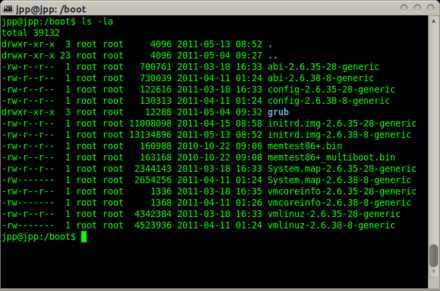 jpp@jpp: /boot
jpp@jpp:/boot$ ls -la
total 39132
drwxr-xr-x  3 root root     4096 2011-05-13 08:52 .
drwxr-xr-x 23 root root     4096 2011-05-04 09:27 ..
-rw-r--r--  1 root root   700761 2011-03-18 16:33 abi-2.6.35-28-generic
-rw-r--r--  1 root root   730039 2011-04-11 01:24 abi-2.6.38-8-generic
-rw-r--r--  1 root root   122616 2011-03-18 16:33 config-2.6.35-28-generic
-rw-r--r--  1 root root   130313 2011-04-11 01:24 config-2.6.38-8-generic
drwxr-xr-x  3 root root    12288 2011-05-04 09:32 grub
-rw-r--r--  1 root root 11008098 2011-04-15 08:58 initrd.img-2.6.35-28-generic
-rw-r--r--  1 root root 13134896 2011-05-13 08:52 initrd.img-2.6.38-8-generic
-rw-r--r--  1 root root   160988 2010-10-22 09:08 memtest86+.bin
-rw-r--r--  1 root root   163168 2010-10-22 09:08 memtest86+_multiboot.bin
-rw-r--r--  1 root root  2344143 2011-03-18 16:33 System.map-2.6.35-28-generic
-rw-------  1 root root  2654256 2011-04-11 01:24 System.map-2.6.38-8-generic
-rw-r--r--  1 root root     1336 2011-03-18 16:35 vmcoreinfo-2.6.35-28-generic
-rw-------  1 root root     1368 2011-04-11 01:26 vmcoreinfo-2.6.38-8-generic
-rw-r--r--  1 root root  4342384 2011-03-18 16:33 vmlinuz-2.6.35-28-generic
-rw-------  1 root root  4523936 2011-04-11 01:24 vmlinuz-2.6.38-8-generic
jpp@jpp:/boot$